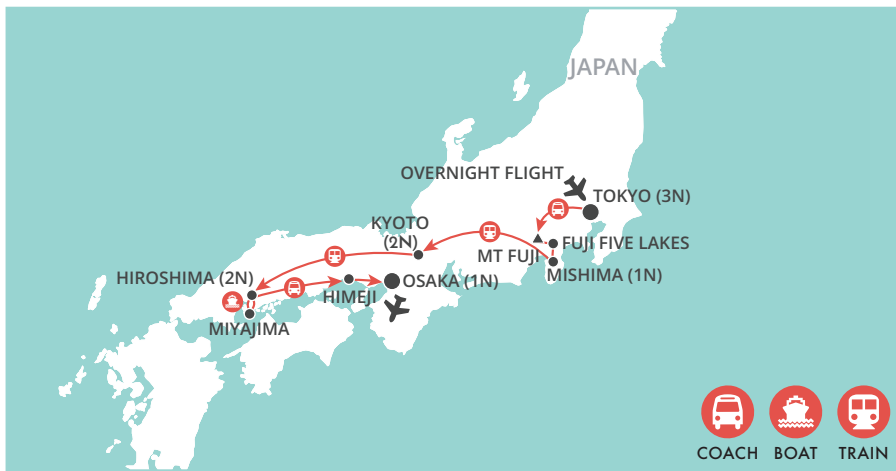 JAPAN
OVERNIGHT FLIGHT
TOKYO (3N)
KYOTO
(2N)
FUJI FIVE LAKES
MT FUJI
HIROSHIMA (2N)
OSAKA (1N)
MISHIMA (1N)
HIMEJI
MIYAJIMA
COACH BOAT TRAIN